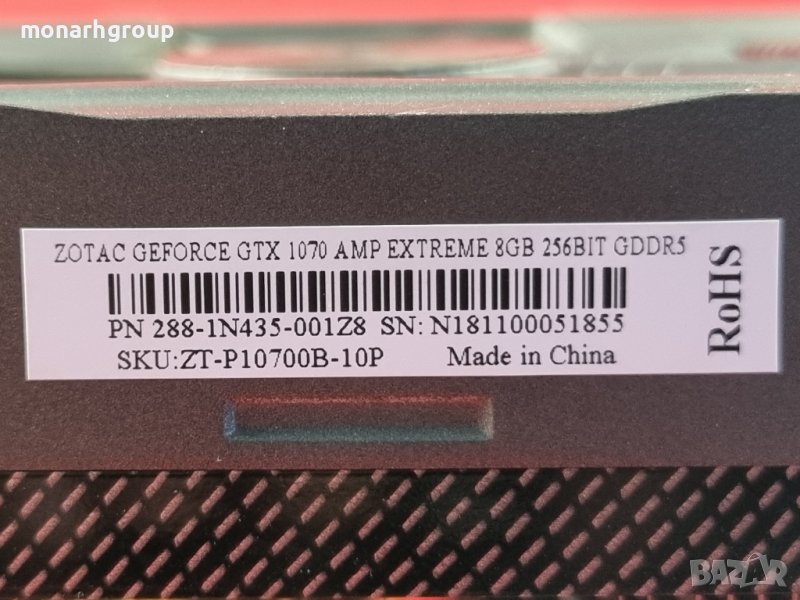 monarhgroup
ZOTAC GEFORCE GTX 1070 AMP EXTREME 8GB 256BIT GDDR5
PN 288-1N435-001Z8 SN: N181100051855
SKU:ZT-P10700B-10P Made in China
RoHS
BAZAR